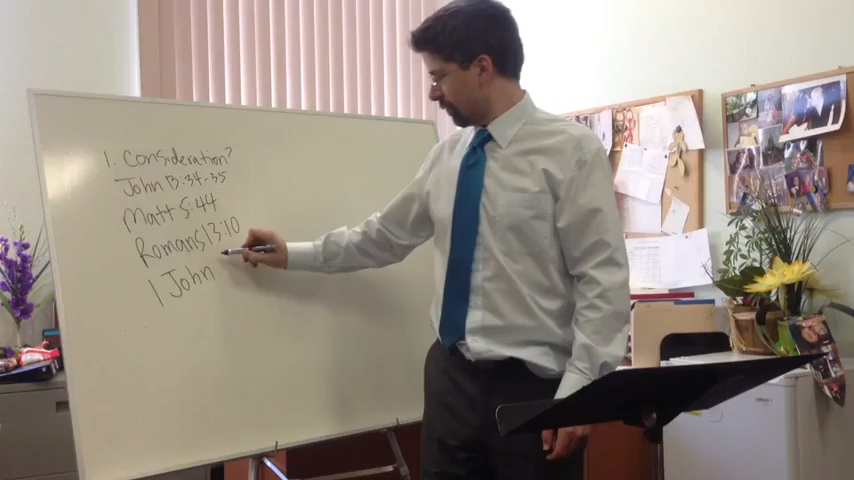 1. Consideration?
John 13:34-35
Matt 5:44
Romans 13:10
1 John